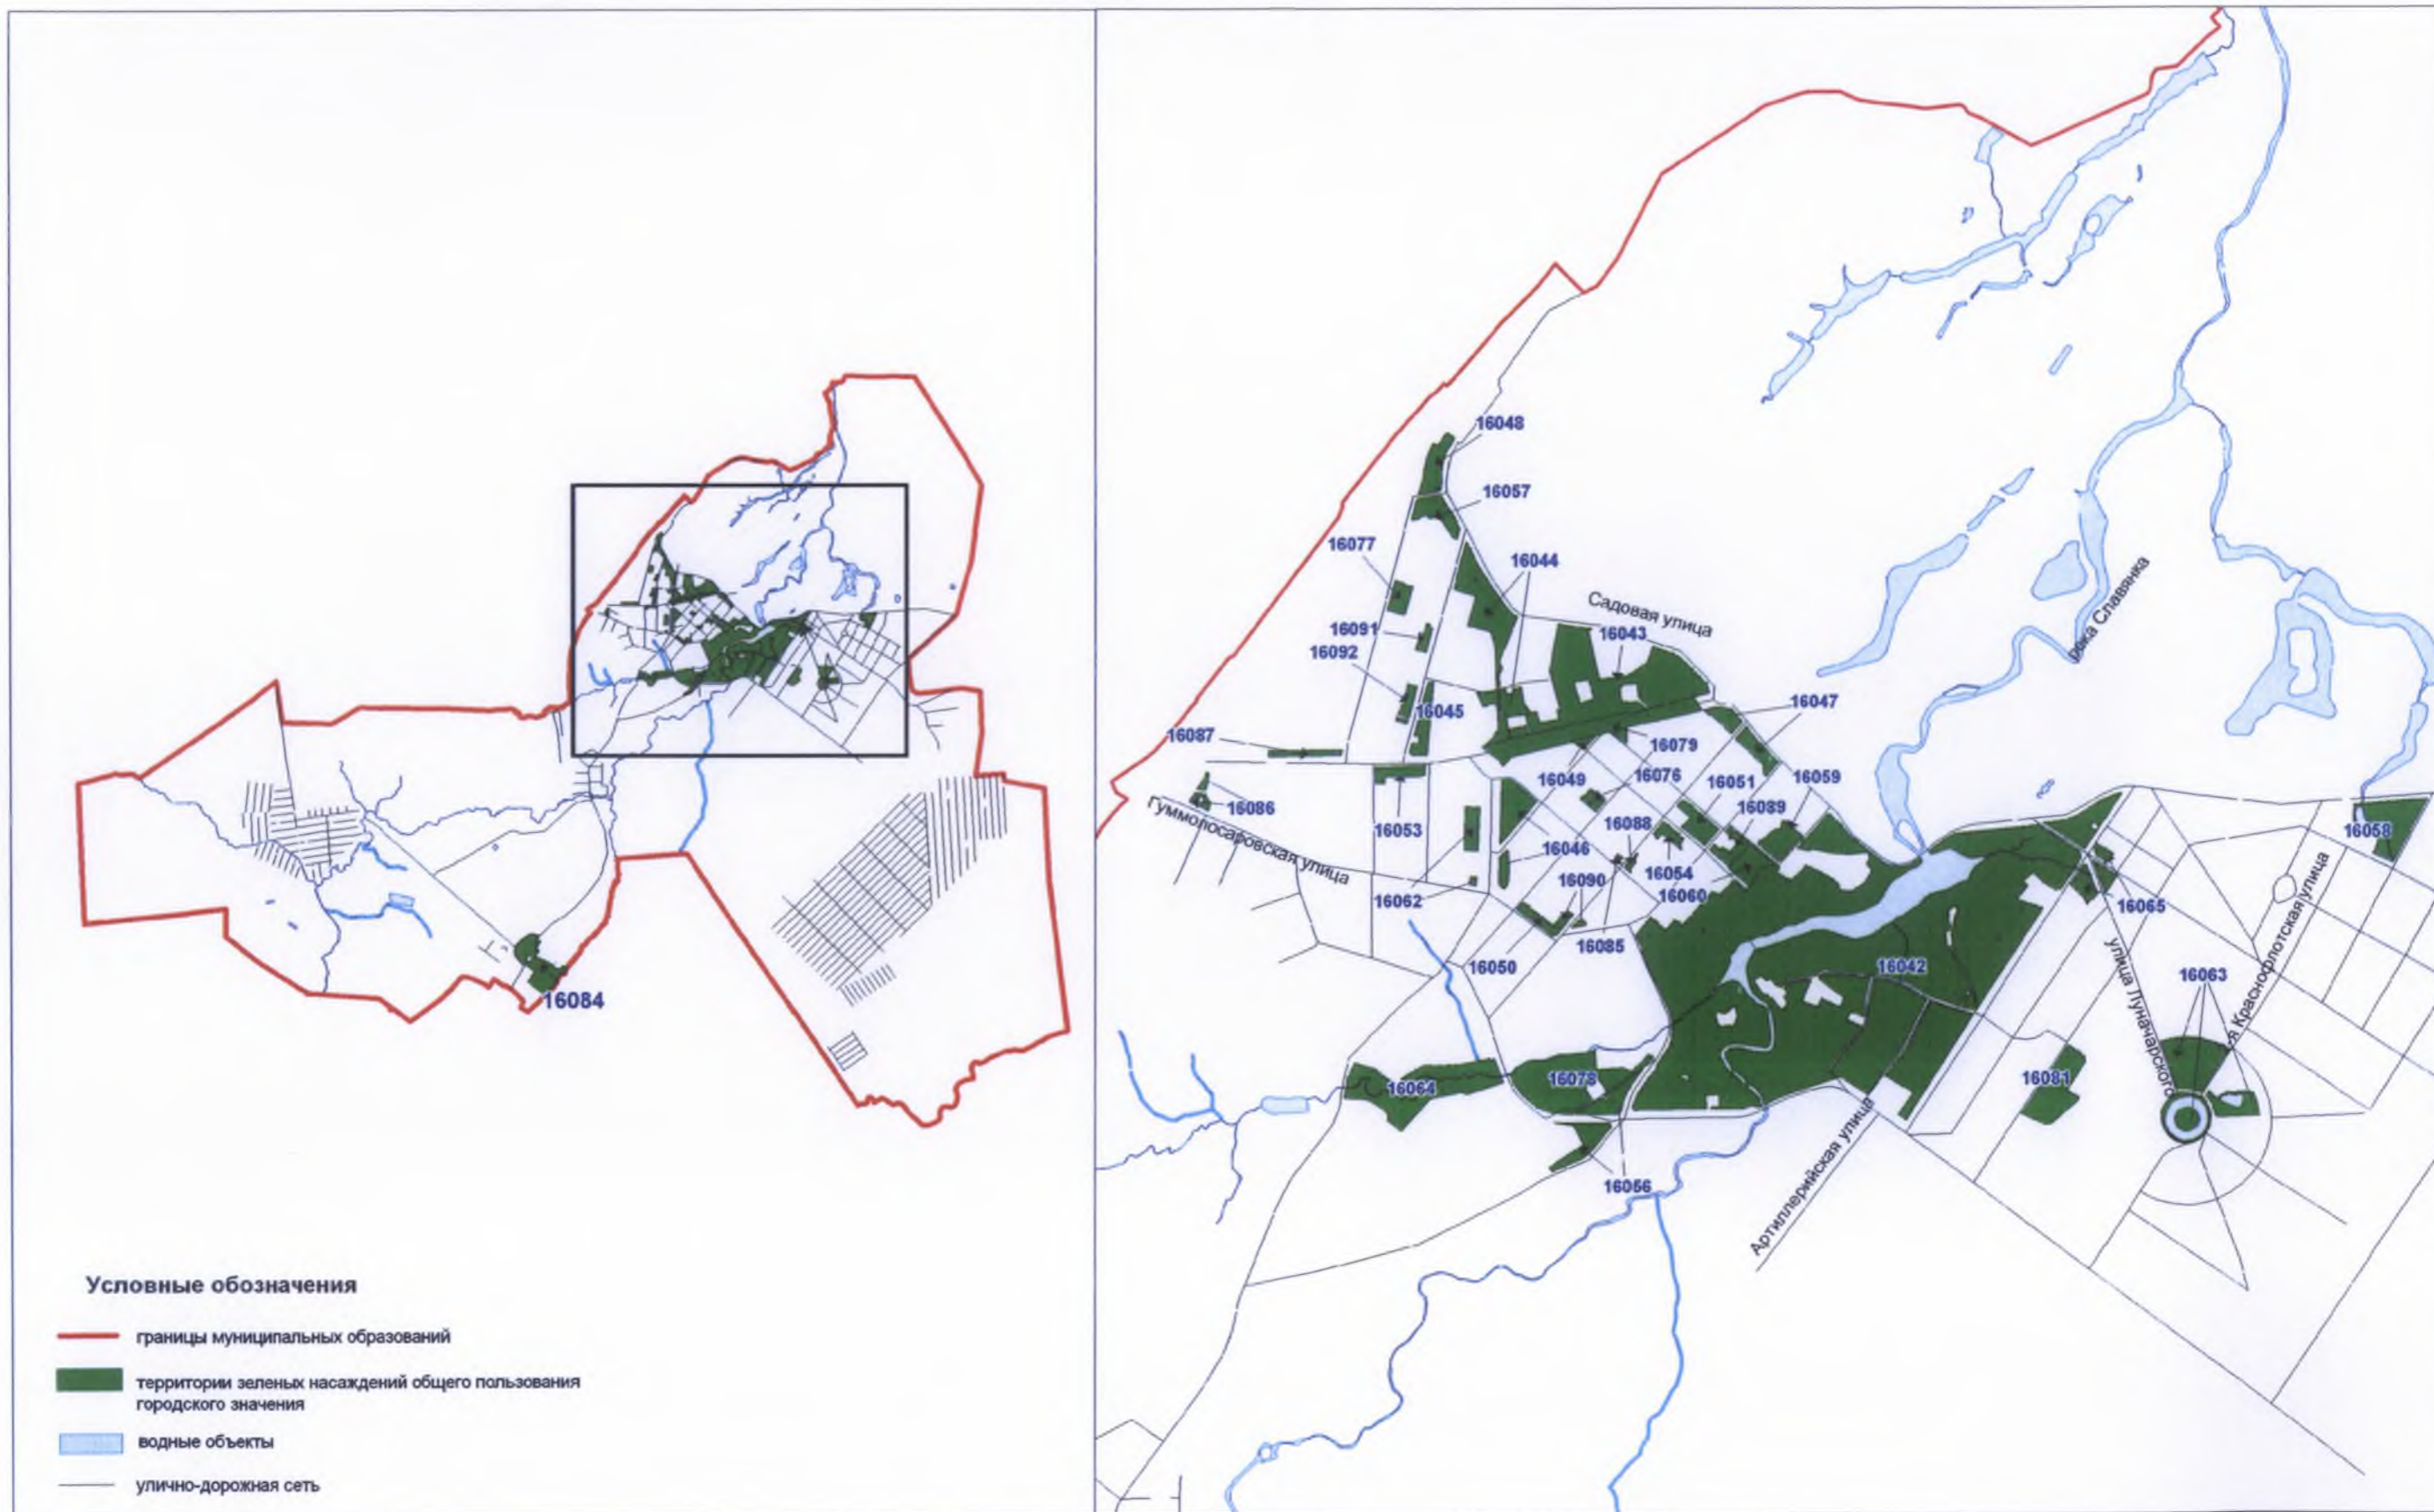 16084
Условные обозначения
границы муниципальных образований
территории зеленых насаждений общего пользования
городского значения
водные объекты
улично-дорожная сеть
16048
16057
16077
16044
Садовая улица
16091
16043
16092
река Славянка
16045
16047
16087
16079
16049
16076
16051
16059
16086
16089
Гуммолосаровская улица
16053
16088
16058
16046
16054
16090
16062
16060
16065
16085
16050
16042
улица Луначарского
16063
я Краснофлотская улица
16064
16078
16081
16056
Артиллерийская улица